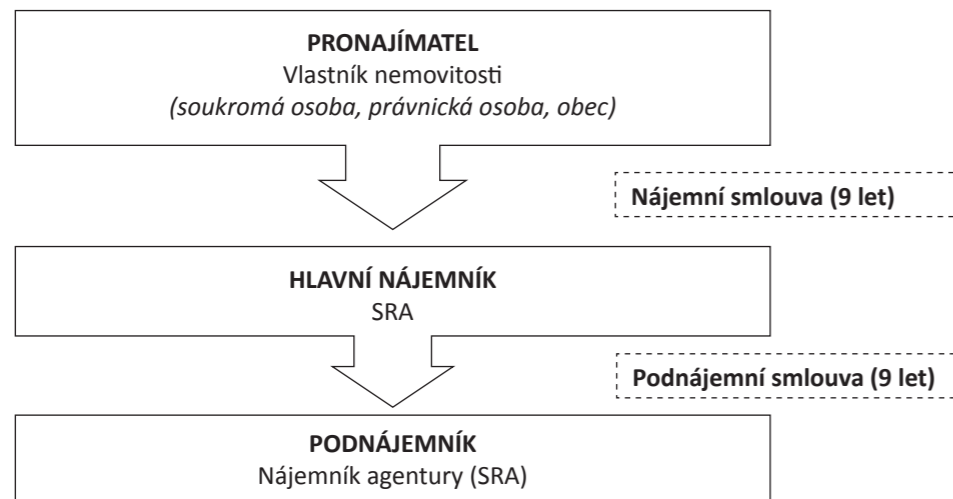 PRONAJÍMATEL
Vlastník nemovitosti
(soukromá osoba, právnická osoba, obec)
Nájemní smlouva (9 let)
HLAVNÍ NÁJEMNÍK
SRA
Podnájemní smlouva (9 let)
PODNÁJEMNÍK
Nájemník agentury (SRA)